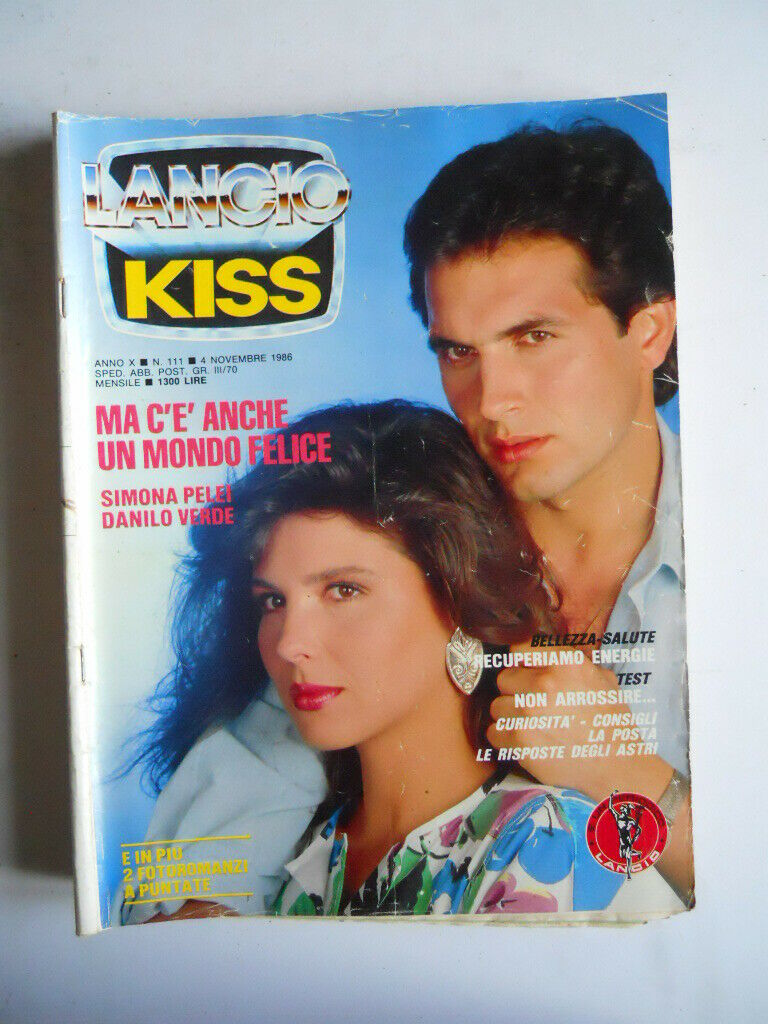 LANCIO
KISS
ANNO X ■ N. 111 ■ 4 NOVEMBRE 1986
SPED. ABB. POST. GR. III/70
MENSILE ■ 1300 LIRE
MA C'E' ANCHE
UN MONDO FELICE
SIMONA PELEI
DANILO VERDE
BELLEZZA-SALUTE
RECUPERIAMO ENERGIE
TEST
NON ARROSSIRE...
CURIOSITA' - CONSIGLI
LA POSTA
LE RISPOSTE DEGLI ASTRI
E IN PIÙ
2 FOTOROMANZI
A PUNTATE
LANCIO